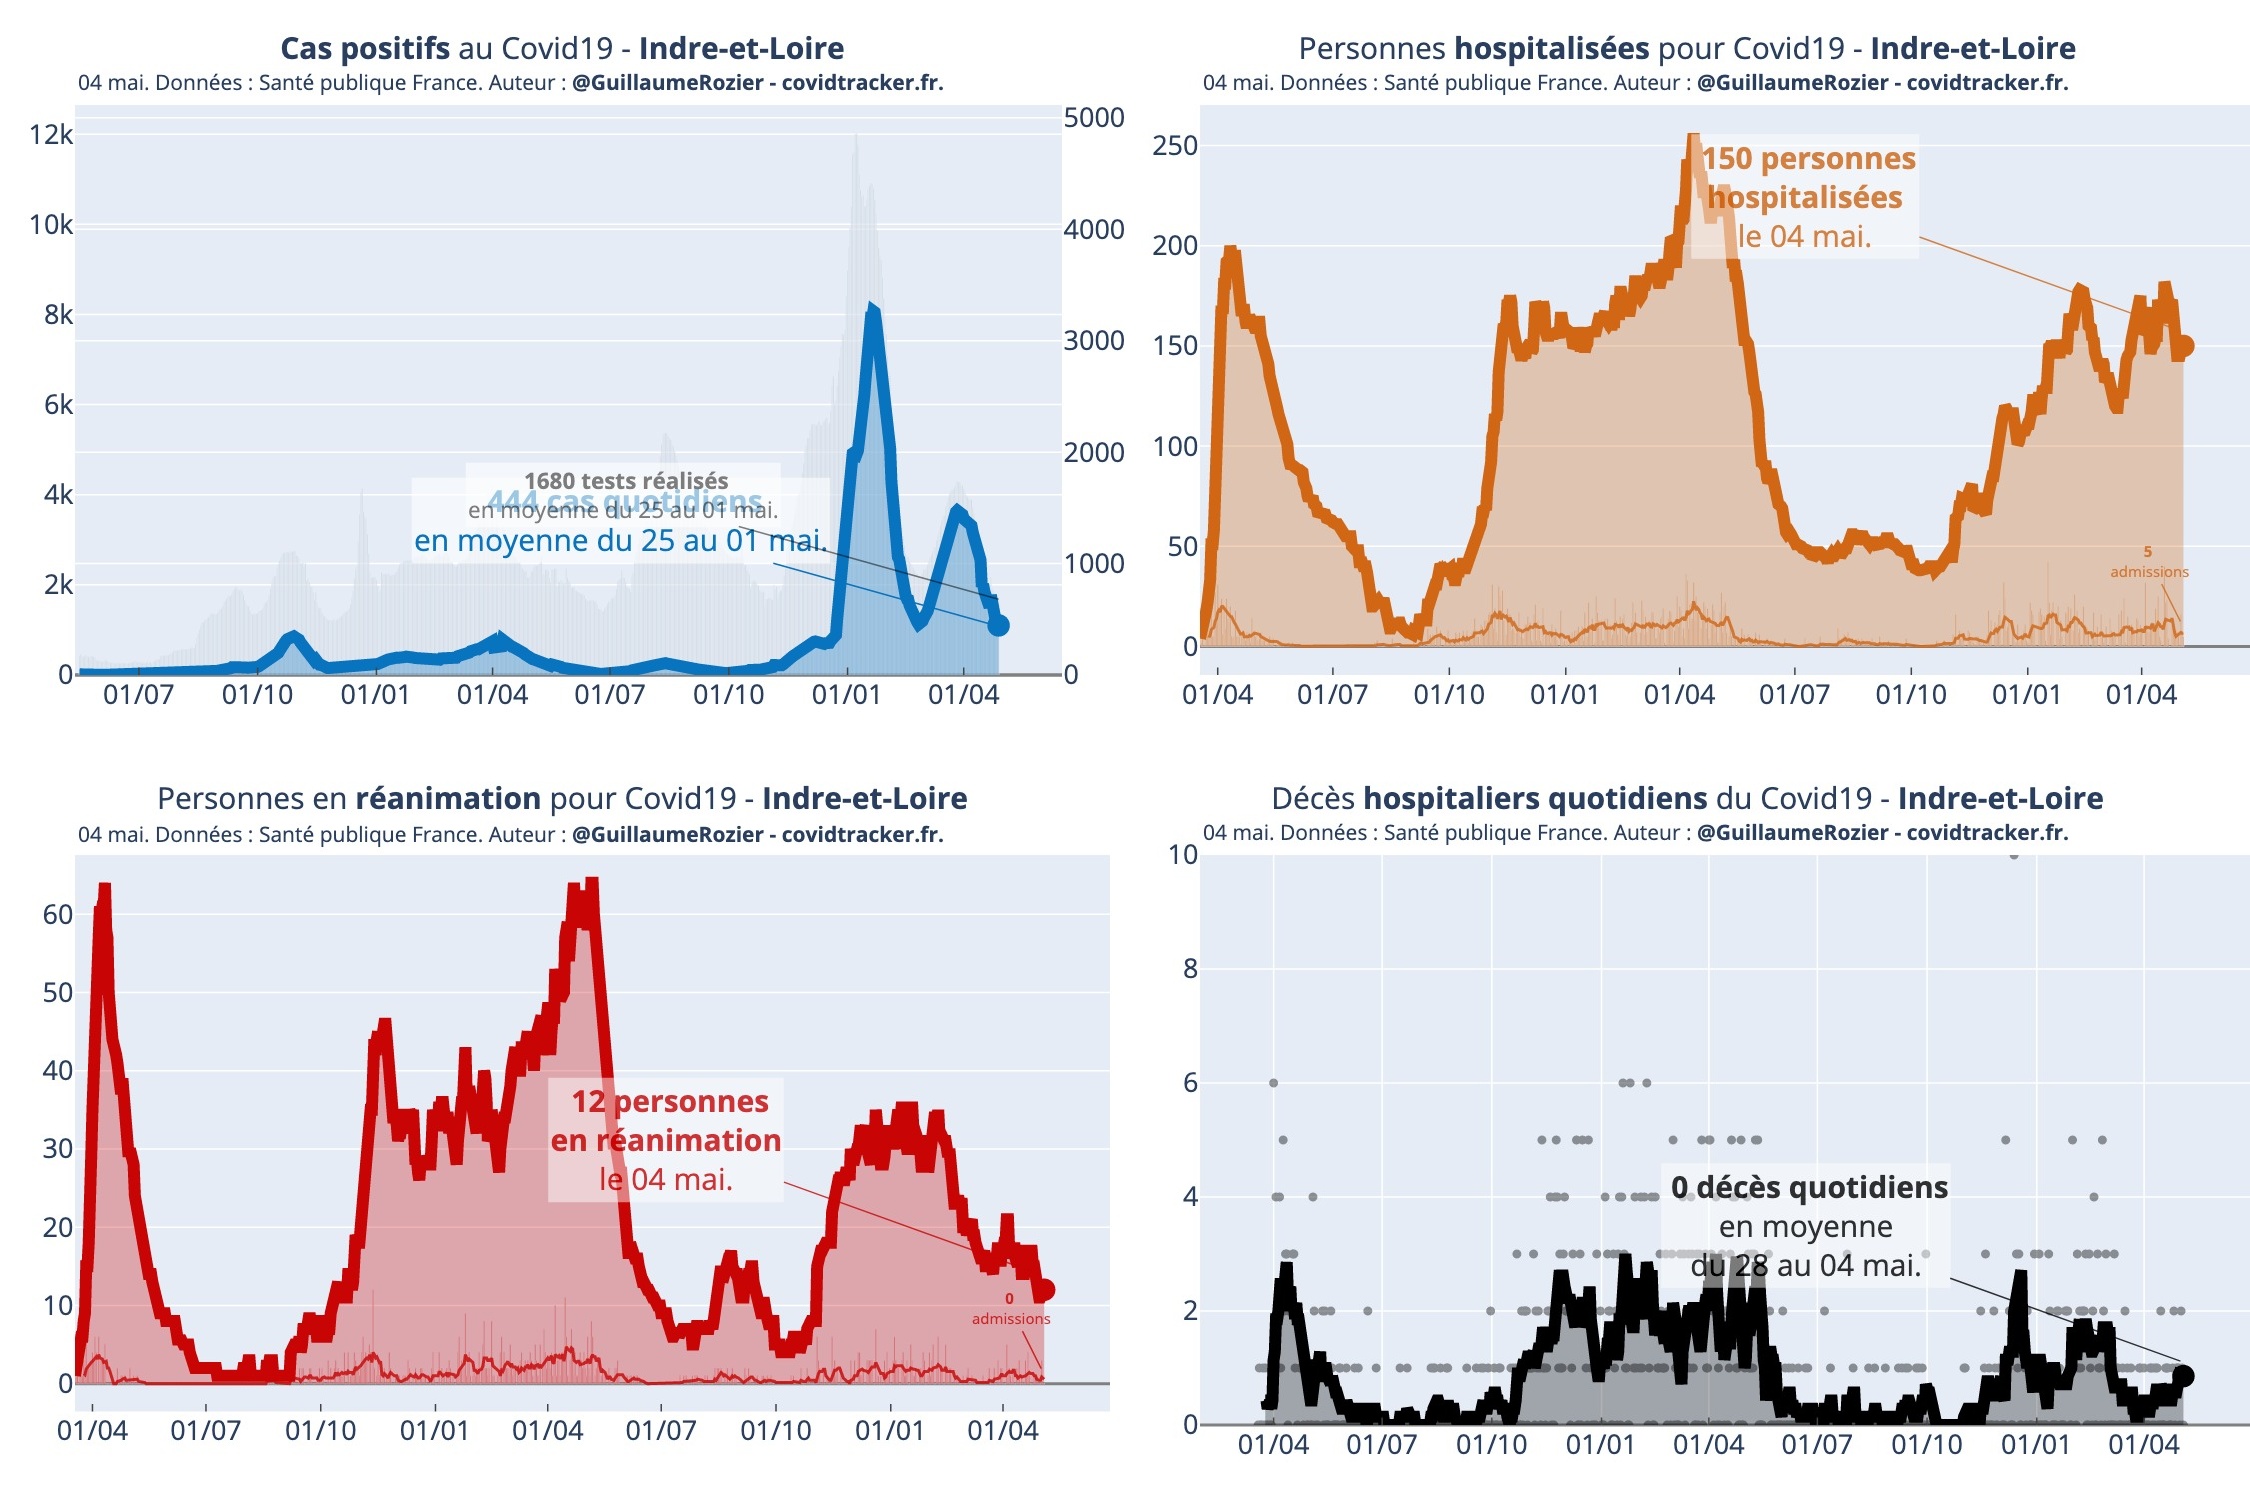 Cas positifs au Covid19 - Indre-et-Loire
04 mai. Données : Santé publique France. Auteur : @GuillaumeRozier - covidtracker.fr.
12k
10k
8k
6k
4k
2k
0
5000
4000
3000
2000
1000
0
1680 tests réalisés
en moyenne du 25 au 01 mai.
444 cas quotidiens
en moyenne du 25 au 01 mai.
01/07 01/10 01/01 01/04 01/07 01/10 01/01 01/04
Personnes hospitalisées pour Covid19 - Indre-et-Loire
04 mai. Données : Santé publique France. Auteur : @GuillaumeRozier - covidtracker.fr.
250
200
150
100
50
0
150 personnes
hospitalisées
le 04 mai.
5
admissions
01/04 01/07 01/10 01/01 01/04 01/07 01/10 01/01 01/04
Personnes en réanimation pour Covid19 - Indre-et-Loire
04 mai. Données : Santé publique France. Auteur : @GuillaumeRozier - covidtracker.fr.
60
50
40
30
20
10
0
12 personnes
en réanimation
le 04 mai.
0
admissions
01/04 01/07 01/10 01/01 01/04 01/07 01/10 01/01 01/04
Décès hospitaliers quotidiens du Covid19 - Indre-et-Loire
04 mai. Données : Santé publique France. Auteur : @GuillaumeRozier - covidtracker.fr.
10
8
6
4
2
0
0 décès quotidiens
en moyenne
du 28 au 04 mai.
01/04 01/07 01/10 01/01 01/04 01/07 01/10 01/01 01/04